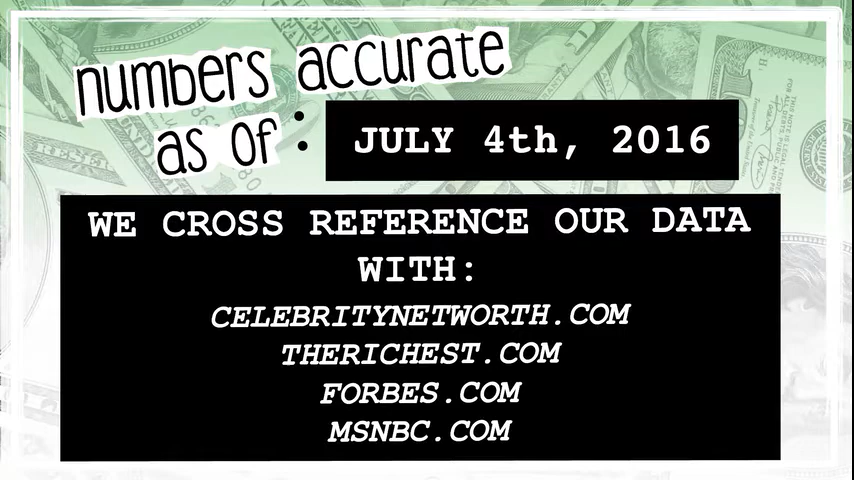 numbers accurate
as of: JULY 4th, 2016
WE CROSS REFERENCE OUR DATA
WITH:
CELEBRITYNETWORTH.COM
THERICHEST.COM
FORBES.COM
MSNBC.COM